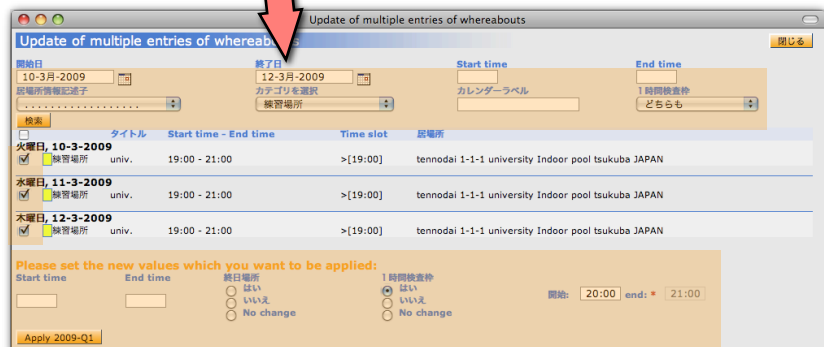 Update of multiple entries of whereabouts
Update of multiple entries of whereabouts
閉じる
開始日 終了日 Start time End time
10-3月-2009 12-3月-2009
居場所情報記述子 カテゴリを選択 カレンダーラベル 1時間検査枠
.................. 練習場所 どちらも
検索
タイトル Start time - End time Time slot 居場所
火曜日, 10-3-2009
練習場所 univ. 19:00 - 21:00 >[19:00] tennodai 1-1-1 university Indoor pool tsukuba JAPAN
水曜日, 11-3-2009
練習場所 univ. 19:00 - 21:00 >[19:00] tennodai 1-1-1 university Indoor pool tsukuba JAPAN
木曜日, 12-3-2009
練習場所 univ. 19:00 - 21:00 >[19:00] tennodai 1-1-1 university Indoor pool tsukuba JAPAN
Please set the new values which you want to be applied:
Start time End time 終日場所 1時間検査枠
はい はい
いいえ いいえ 開始: 20:00 end: * 21:00
No change No change
Apply 2009-Q1